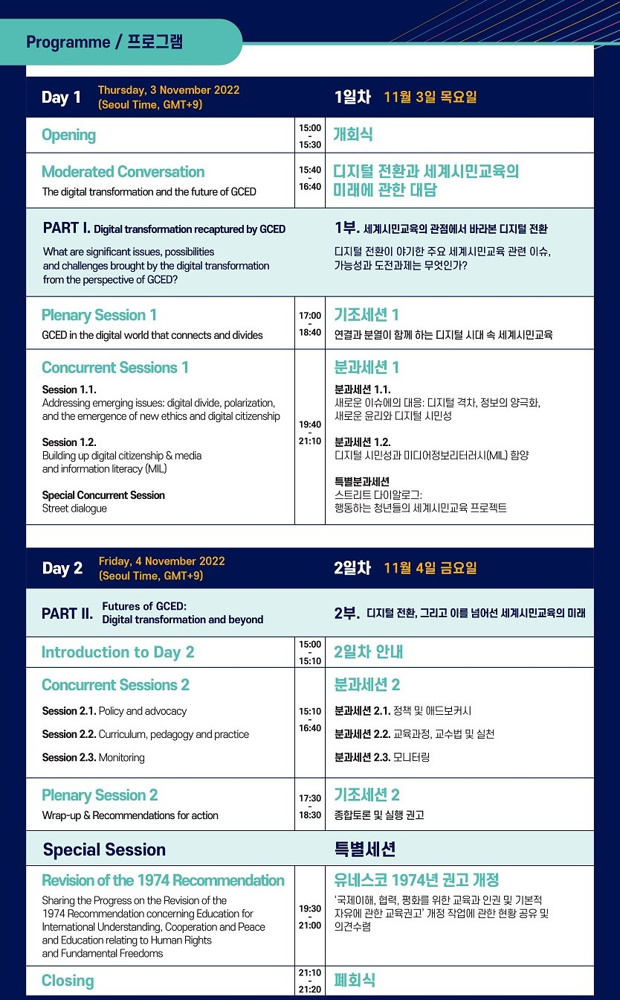 Programme / 프로그램
Day 1
Thursday, 3 November 2022
(Seoul Time, GMT+9)
1일차 11월 3일 목요일
Opening
15:00
-
15:30
개회식
Moderated Conversation
The digital transformation and the future of GCED
15:40
-
16:40
디지털 전환과 세계시민교육의
미래에 관한 대담
PART I. Digital transformation recaptured by GCED
What are significant issues, possibilities
and challenges brought by the digital transformation
from the perspective of GCED?
1부. 세계시민교육의 관점에서 바라본 디지털 전환
디지털 전환이 야기한 주요 세계시민교육 관련 이슈,
가능성과 도전과제는 무엇인가?
Plenary Session 1
GCED in the digital world that connects and divides
17:00
-
18:40
기조세션 1
연결과 분열이 함께 하는 디지털 시대 속 세계시민교육
Concurrent Sessions 1
Session 1.1.
Addressing emerging issues: digital divide, polarization,
and the emergence of new ethics and digital citizenship
Session 1.2.
Building up digital citizenship & media
and information literacy (MIL)
Special Concurrent Session
Street dialogue
19:40
-
21:10
분과세션 1
분과세션 1.1.
새로운 이슈에의 대응: 디지털 격차, 정보의 양극화,
새로운 윤리와 디지털 시민성
분과세션 1.2.
디지털 시민성과 미디어정보리터러시(MIL) 함양
특별분과세션
스트리트 다이알로그:
행동하는 청년들의 세계시민교육 프로젝트
Day 2
Friday, 4 November 2022
(Seoul Time, GMT+9)
2일차 11월 4일 금요일
PART II.
Futures of GCED:
Digital transformation and beyond
2부. 디지털 전환, 그리고 이를 넘어선 세계시민교육의 미래
Introduction to Day 2
15:00
-
15:10
2일차 안내
Concurrent Sessions 2
Session 2.1. Policy and advocacy
Session 2.2. Curriculum, pedagogy and practice
Session 2.3. Monitoring
15:10
-
16:40
분과세션 2
분과세션 2.1. 정책 및 애드보커시
분과세션 2.2. 교육과정, 교수법 및 실천
분과세션 2.3. 모니터링
Plenary Session 2
Wrap-up & Recommendations for action
17:30
-
18:30
기조세션 2
종합토론 및 실행 권고
Special Session
특별세션
Revision of the 1974 Recommendation
Sharing the Progress on the Revision of the
1974 Recommendation concerning Education for
International Understanding, Cooperation and Peace
and Education relating to Human Rights
and Fundamental Freedoms
19:30
-
21:00
유네스코 1974년 권고 개정
‘국제이해, 협력, 평화를 위한 교육과 인권 및 기본적
자유에 관한 교육권고’ 개정 작업에 관한 현황 공유 및
의견수렴
Closing
21:10
-
21:20
폐회식